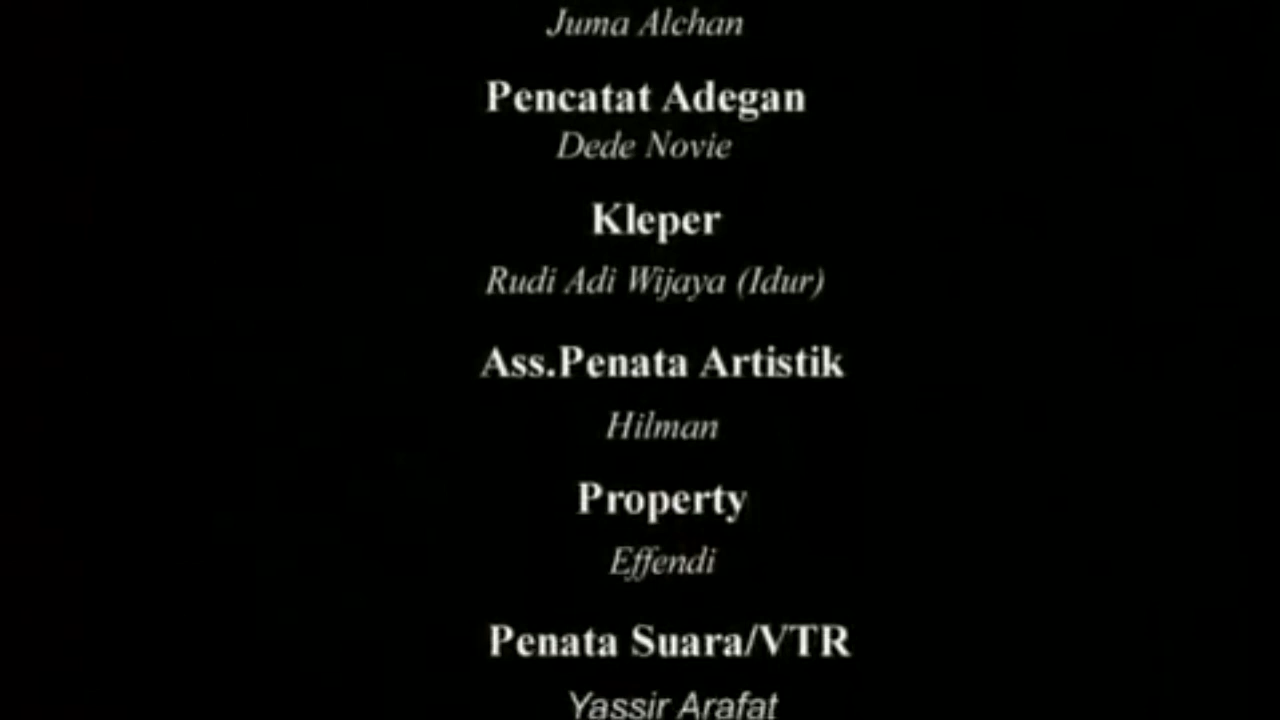 Juma Alchan
Pencatat Adegan
Dede Novie
Kleper
Rudi Adi Wijaya (Idur)
Ass.Penata Artistik
Hilman
Property
Effendi
Penata Suara/VTR
Yassir Arafat